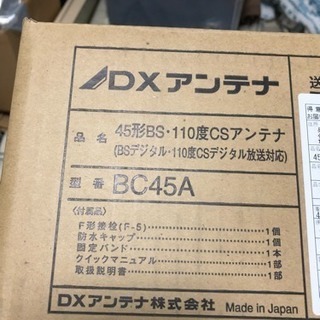 DXアンテナ
品名 45形BS・110度CSアンテナ
(BSデジタル・110度CSデジタル放送対応)
型番 BC45A
<付属品>
F形接栓(F-5) 1個
防水キャップ 1個
固定バンド 1本
クイックマニュアル 1部
取扱説明書 1部
DXアンテナ株式会社 Made in Japan
送